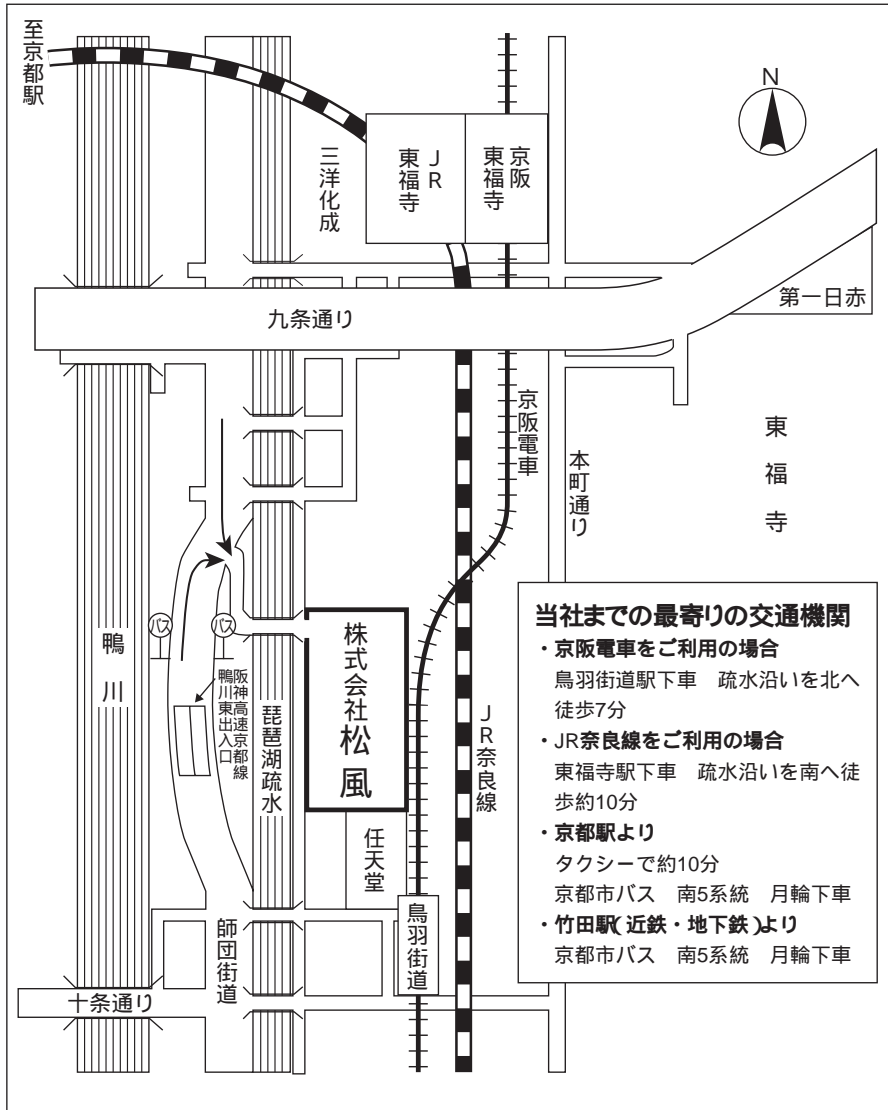 至京都駅
N
三洋化成
JR
東福寺
京阪
東福寺
第一日赤
九条通り
京阪電車
本町通り
東福寺
鴨川
バス
バス
阪神高速京都線
鴨川東出入口
琵琶湖疏水
株式会社 松風
JR奈良線
任天堂
鳥羽街道
師団街道
十条通り
当社までの最寄りの交通機関
・京阪電車をご利用の場合
鳥羽街道駅下車　疏水沿いを北へ
徒歩7分
・JR奈良線をご利用の場合
東福寺駅下車　疏水沿いを南へ徒
歩約10分
・京都駅より
タクシーで約10分
京都市バス　南5系統　月輪下車
・竹田駅(近鉄・地下鉄)より
京都市バス　南5系統　月輪下車